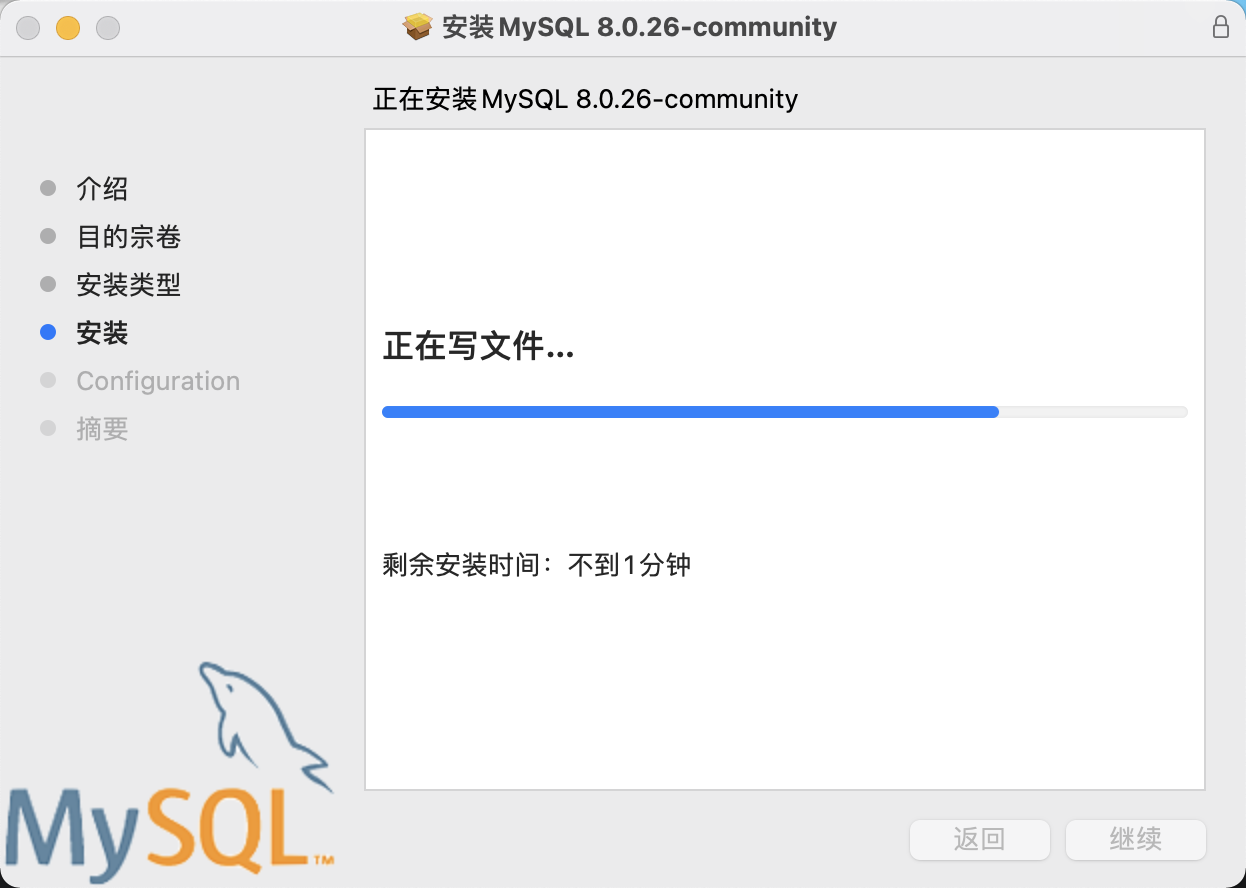 安装 MySQL 8.0.26-community
正在安装 MySQL 8.0.26-community
介绍
目的宗卷
安装类型
安装
Configuration
摘要
正在写文件...
剩余安装时间：不到1分钟
MySQL™
返回
继续